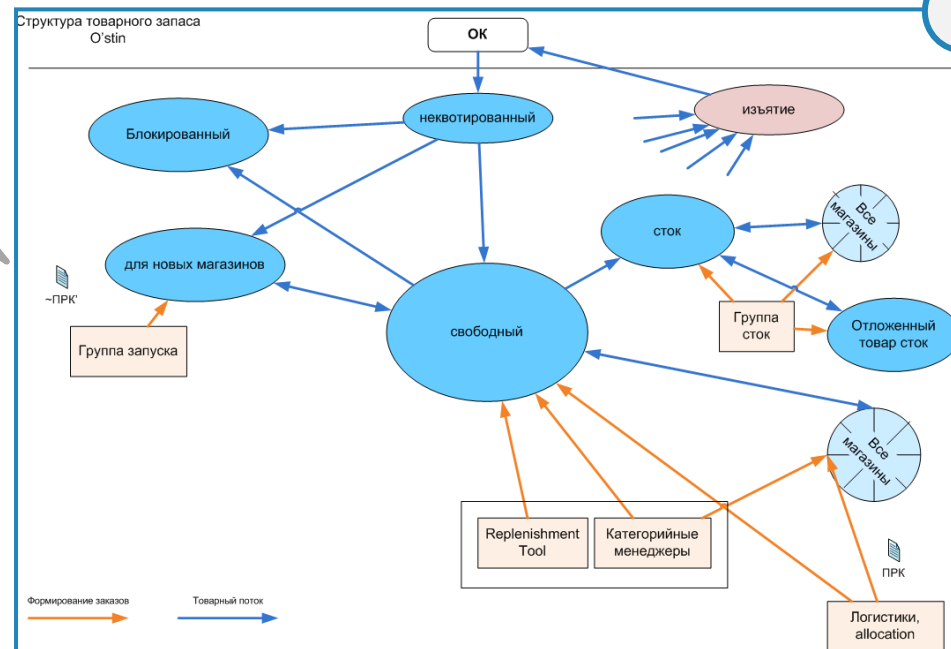 Структура товарного запаса
O'stin
ОК
неквотированный
изъятие
Блокированный
Все
магазины
сток
для новых магазинов
~ПРК'
Группа запуска
свободный
Группа
сток
Отложенный
товар сток
Все
магазины
Replenishment
Tool
Категорийные
менеджеры
ПРК
Формирование заказов
Товарный поток
Логистики,
allocation